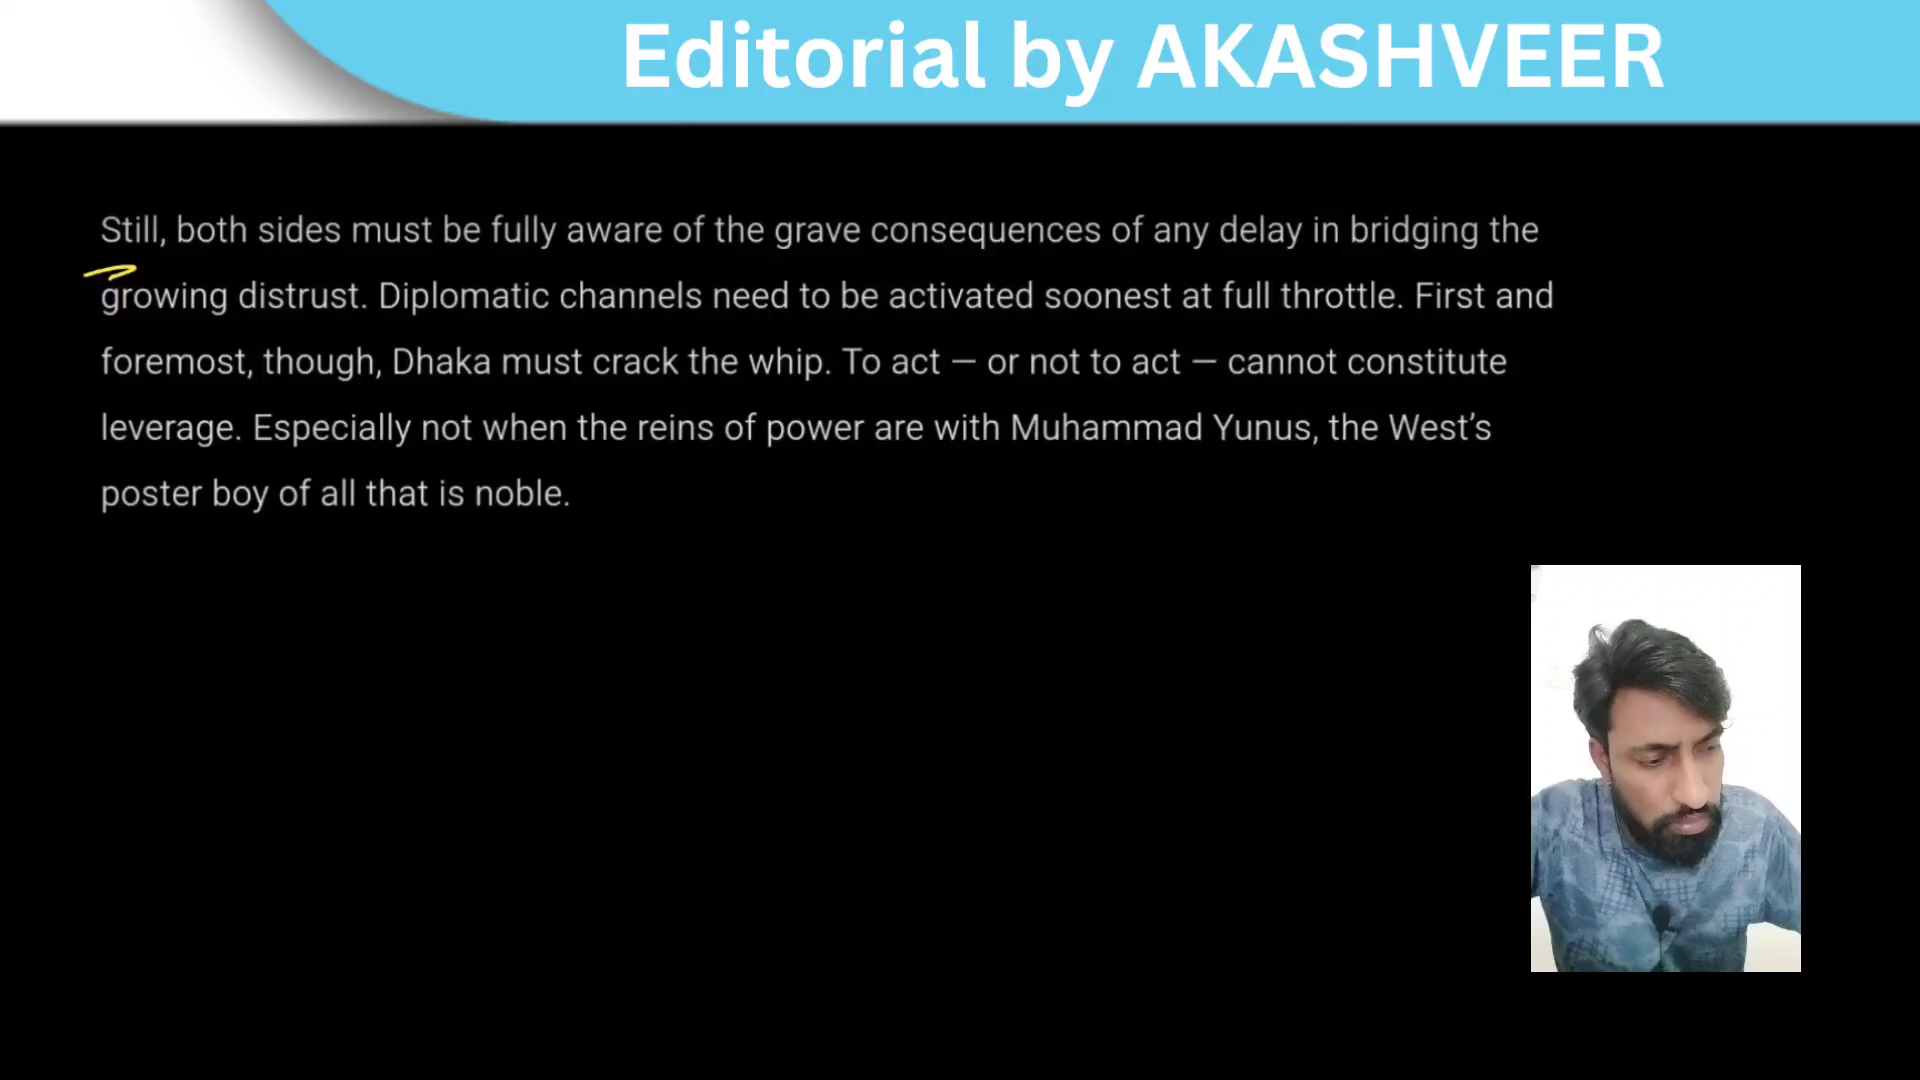 Editorial by AKASHVEER
Still, both sides must be fully aware of the grave consequences of any delay in bridging the
growing distrust. Diplomatic channels need to be activated soonest at full throttle. First and
foremost, though, Dhaka must crack the whip. To act — or not to act — cannot constitute
leverage. Especially not when the reins of power are with Muhammad Yunus, the West’s
poster boy of all that is noble.